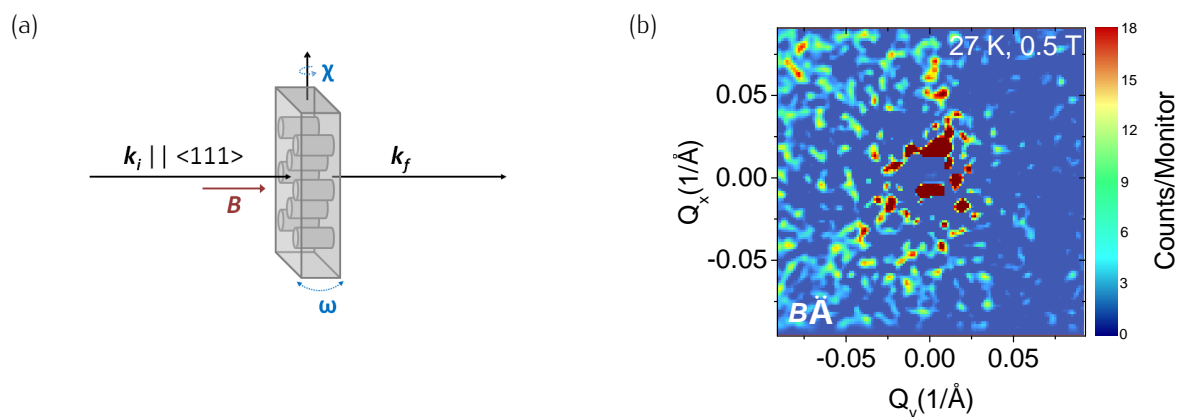 (a)
χ
k_i || <111>
k_f
B
ω
(b)
27 K, 0.5 T
BÄ
0.05
0.00
-0.05
Q_x(1/Å)
-0.05
0.00
0.05
Q_y(1/Å)
18
15
12
9
6
3
0
Counts/Monitor